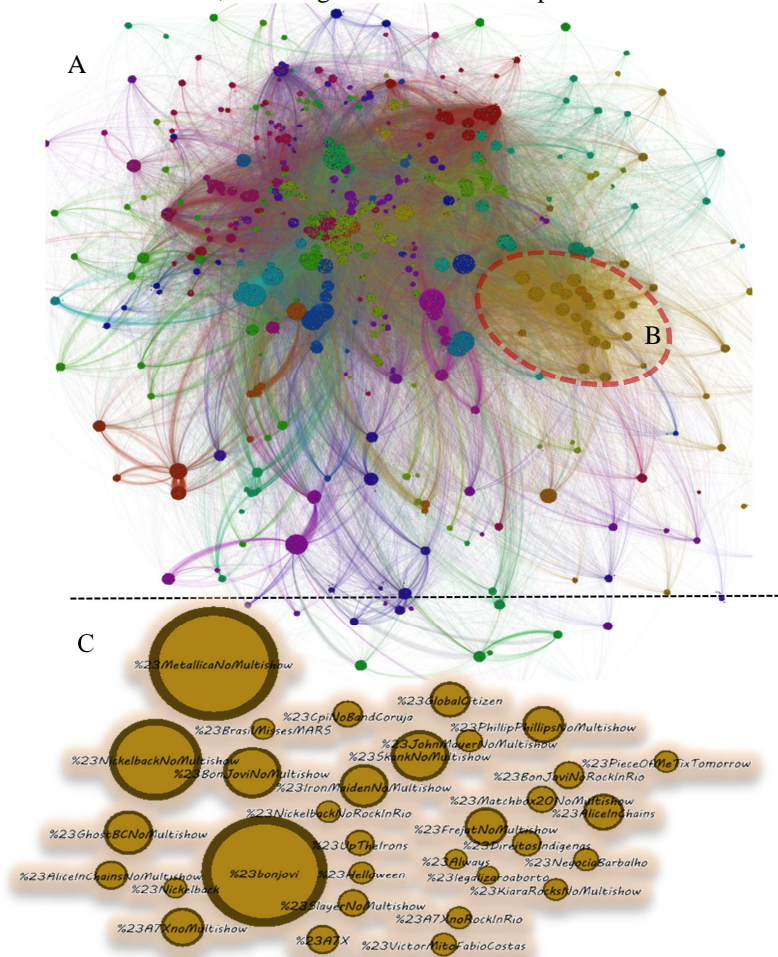 A
B
C
%23MetallicaNoMultishow
%23GlobalCitizen
%23CpiNoBandCoruja
%23BrasilMissesMARS
%23PhillipPhillipsNoMultishow
%23JohnMayerNoMultishow
%23SkankNoMultishow
%23NickelbackNoMultishow
%23PieceOfMeTixTomorrow
%23BonJoviNoMultishow
%23BonJoviNoRockInRio
%23IronMaidenNoMultishow
%23Matchbox20NoMultishow
%23NickelbackNoRockInRio
%23AliceInChains
%23GhostBCNoMultishow
%23FrejatNoMultishow
%23UpTheIrons
%23DireitosIndigenas
%23Always
%23NegociaBarbalho
%23bonjovi
%23Helloween
%23AliceInChainsNoMultishow
%23legalizaroaborto
%23Nickelback
%23KiaraRocksNoMultishow
%23SlayerNoMultishow
%23A7XnoRockInRio
%23A7XnoMultishow
%23A7X
%23VictorMitoFabioCostas